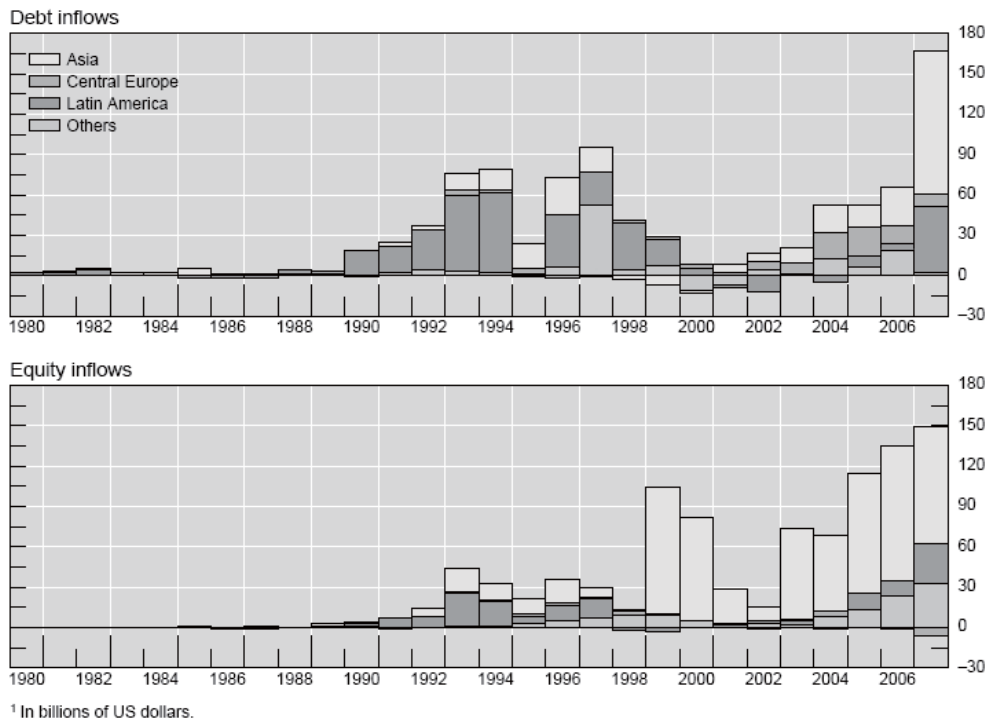 Debt inflows
Asia
Central Europe
Latin America
Others
180
150
120
90
60
30
0
–30
1980 1982 1984 1986 1988 1990 1992 1994 1996 1998 2000 2002 2004 2006
Equity inflows
180
150
120
90
60
30
0
–30
1980 1982 1984 1986 1988 1990 1992 1994 1996 1998 2000 2002 2004 2006
¹ In billions of US dollars.